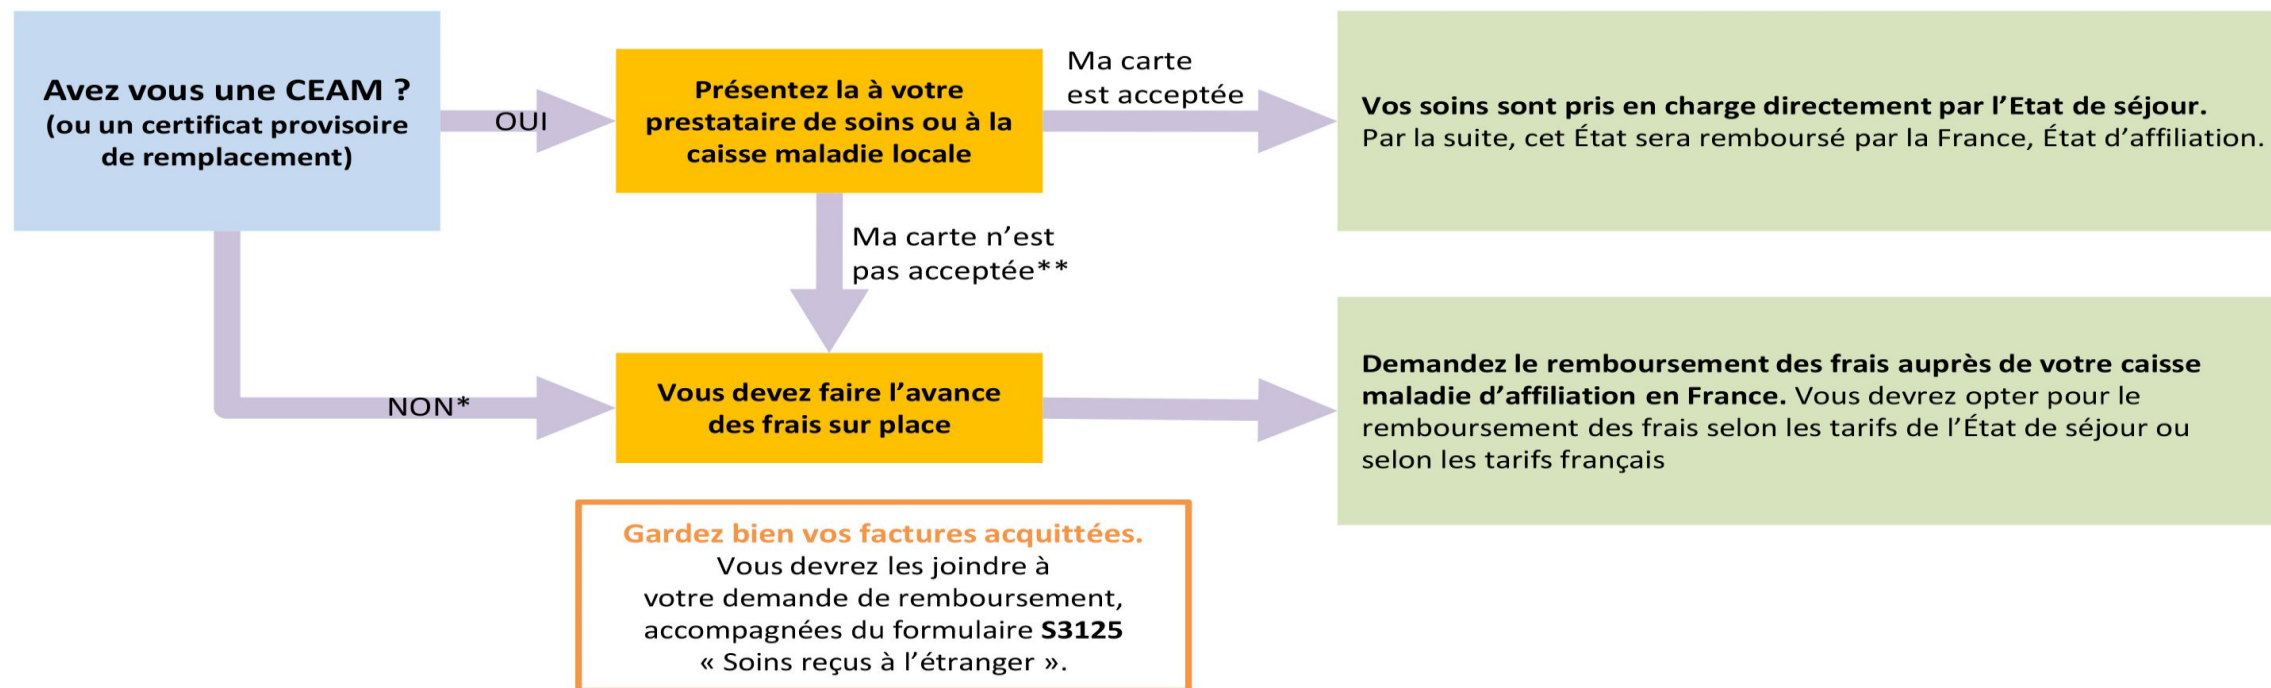 Avez vous une CEAM ?
(ou un certificat provisoire
de remplacement)
OUI
Présentez la à votre
prestataire de soins ou à la
caisse maladie locale
Ma carte
est acceptée
Vos soins sont pris en charge directement par l’Etat de séjour.
Par la suite, cet État sera remboursé par la France, État d’affiliation.
Ma carte n’est
pas acceptée**
NON*
Vous devez faire l’avance
des frais sur place
Demandez le remboursement des frais auprès de votre caisse
maladie d’affiliation en France. Vous devrez opter pour le
remboursement des frais selon les tarifs de l’État de séjour ou
selon les tarifs français
Gardez bien vos factures acquittées.
Vous devrez les joindre à
votre demande de remboursement,
accompagnées du formulaire S3125
« Soins reçus à l’étranger ».